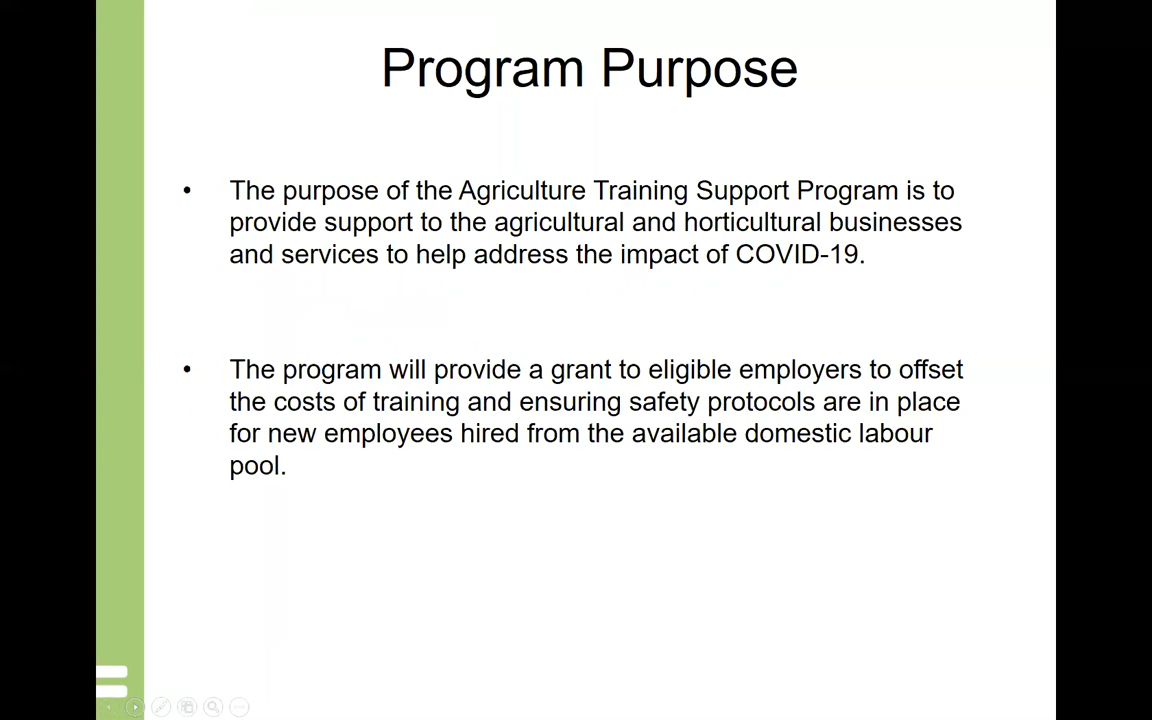 Program Purpose
• The purpose of the Agriculture Training Support Program is to
provide support to the agricultural and horticultural businesses
and services to help address the impact of COVID-19.
• The program will provide a grant to eligible employers to offset
the costs of training and ensuring safety protocols are in place
for new employees hired from the available domestic labour
pool.